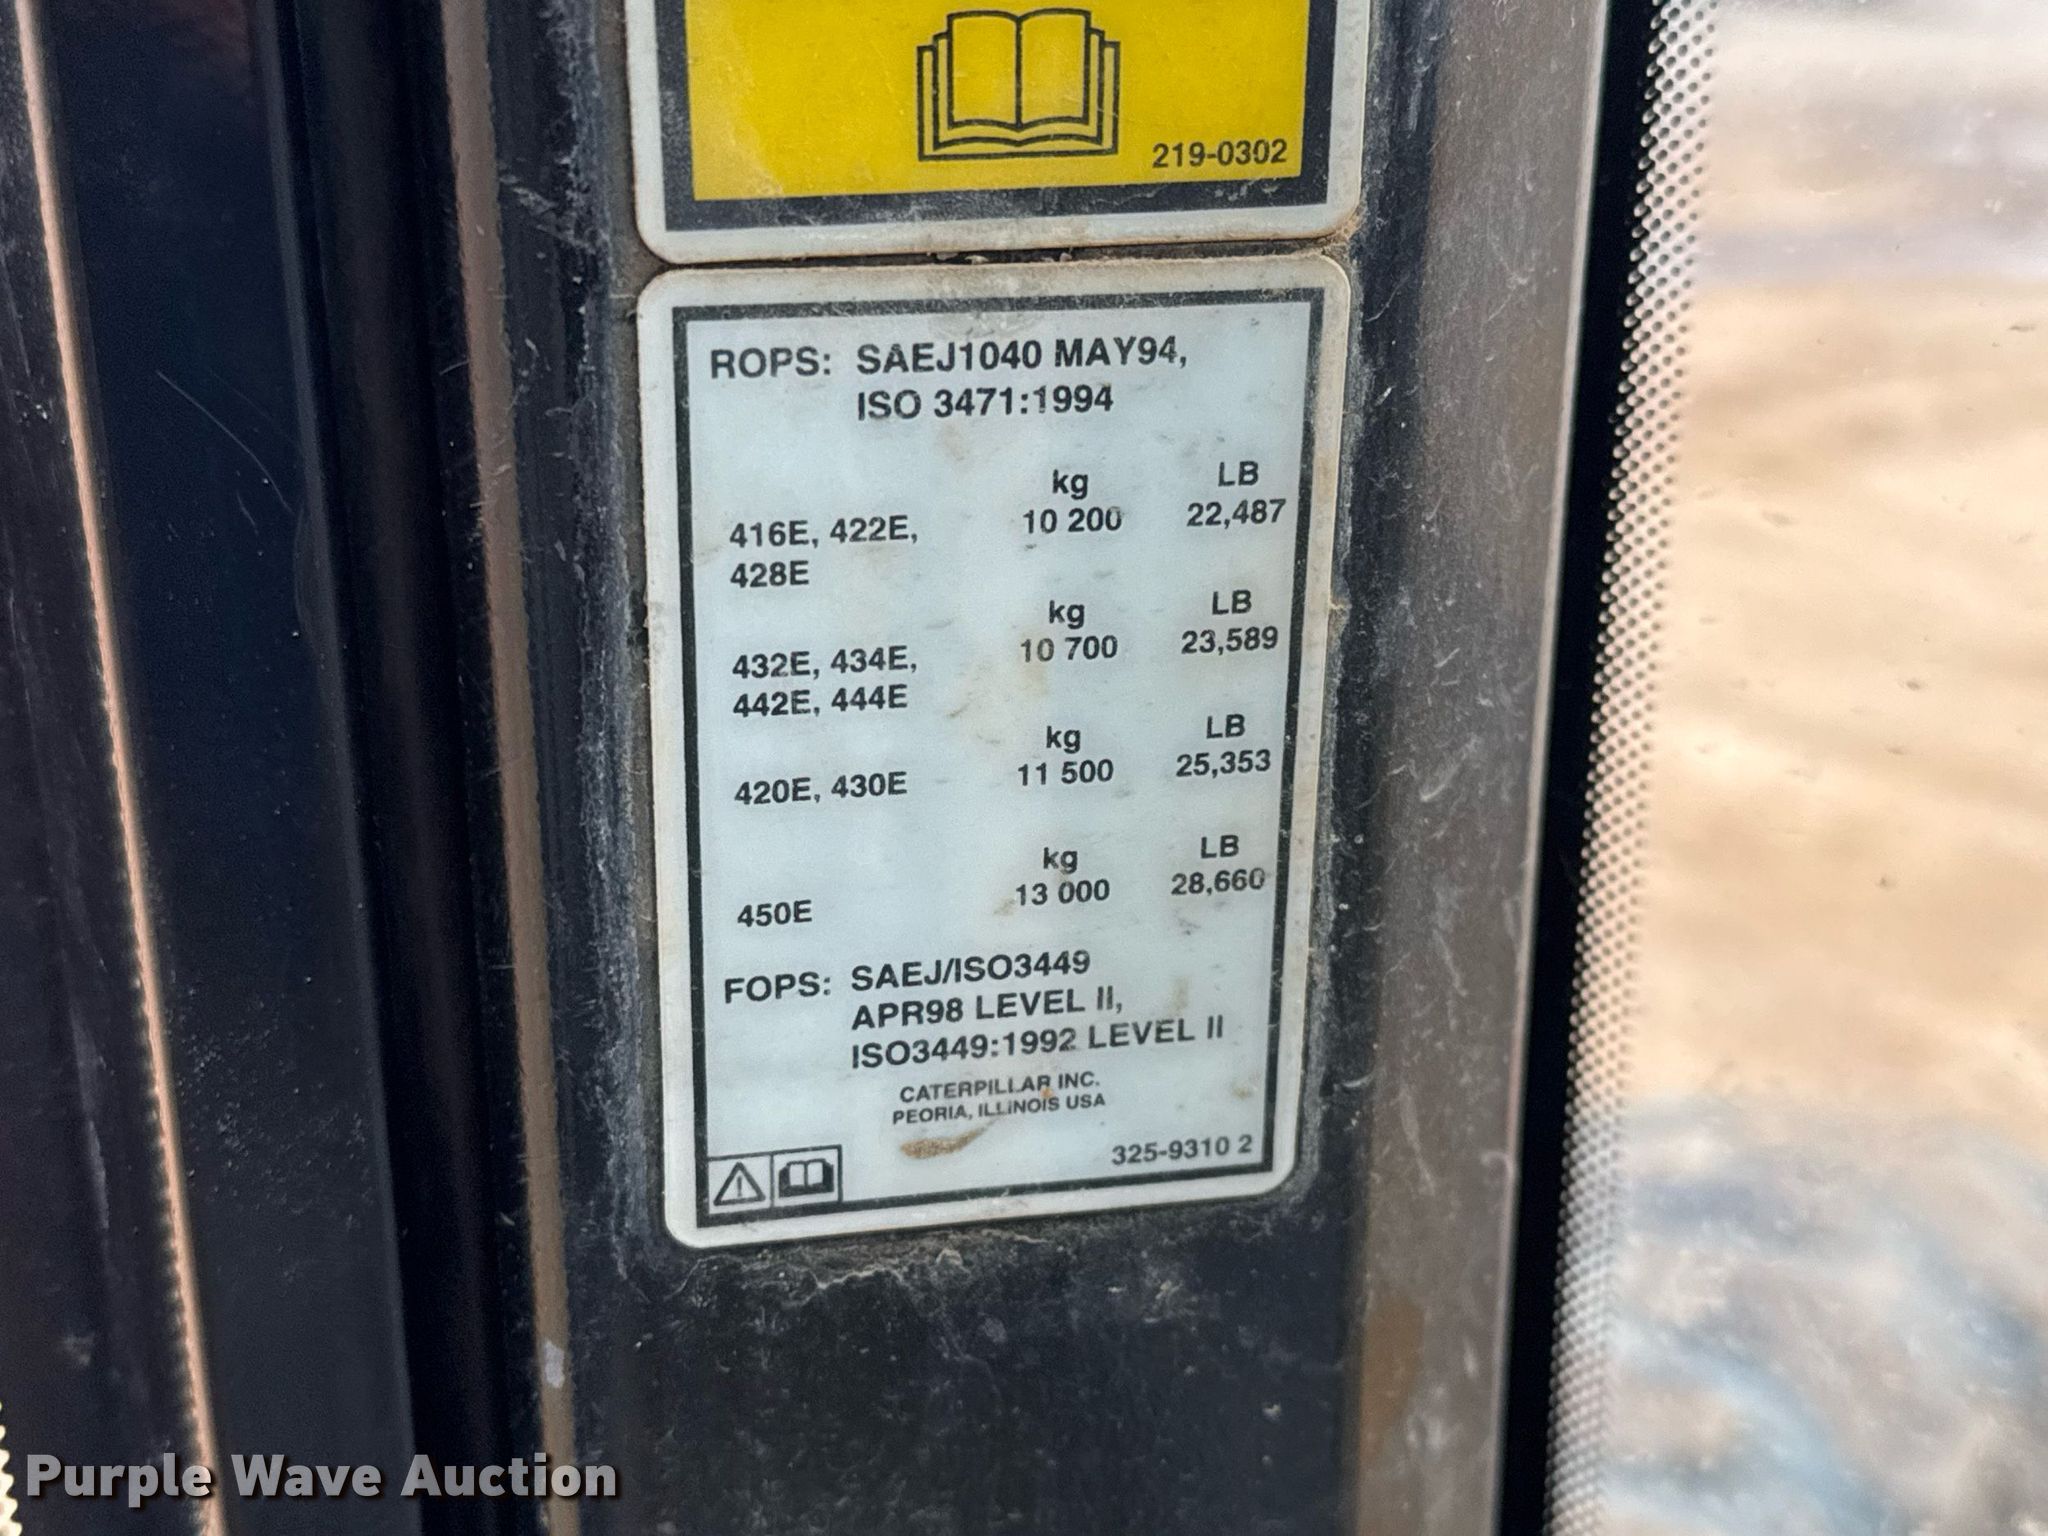 219-0302
ROPS: SAEJ1040 MAY94,
ISO 3471:1994
kg LB
416E, 422E, 10 200 22,487
428E
kg LB
432E, 434E, 10 700 23,589
442E, 444E
kg LB
420E, 430E 11 500 25,353
kg LB
450E 13 000 28,660
FOPS: SAEJ/ISO3449
APR98 LEVEL II,
ISO3449:1992 LEVEL II
CATERPILLAR INC.
PEORIA, ILLINOIS USA
325-9310 2
Purple Wave Auction